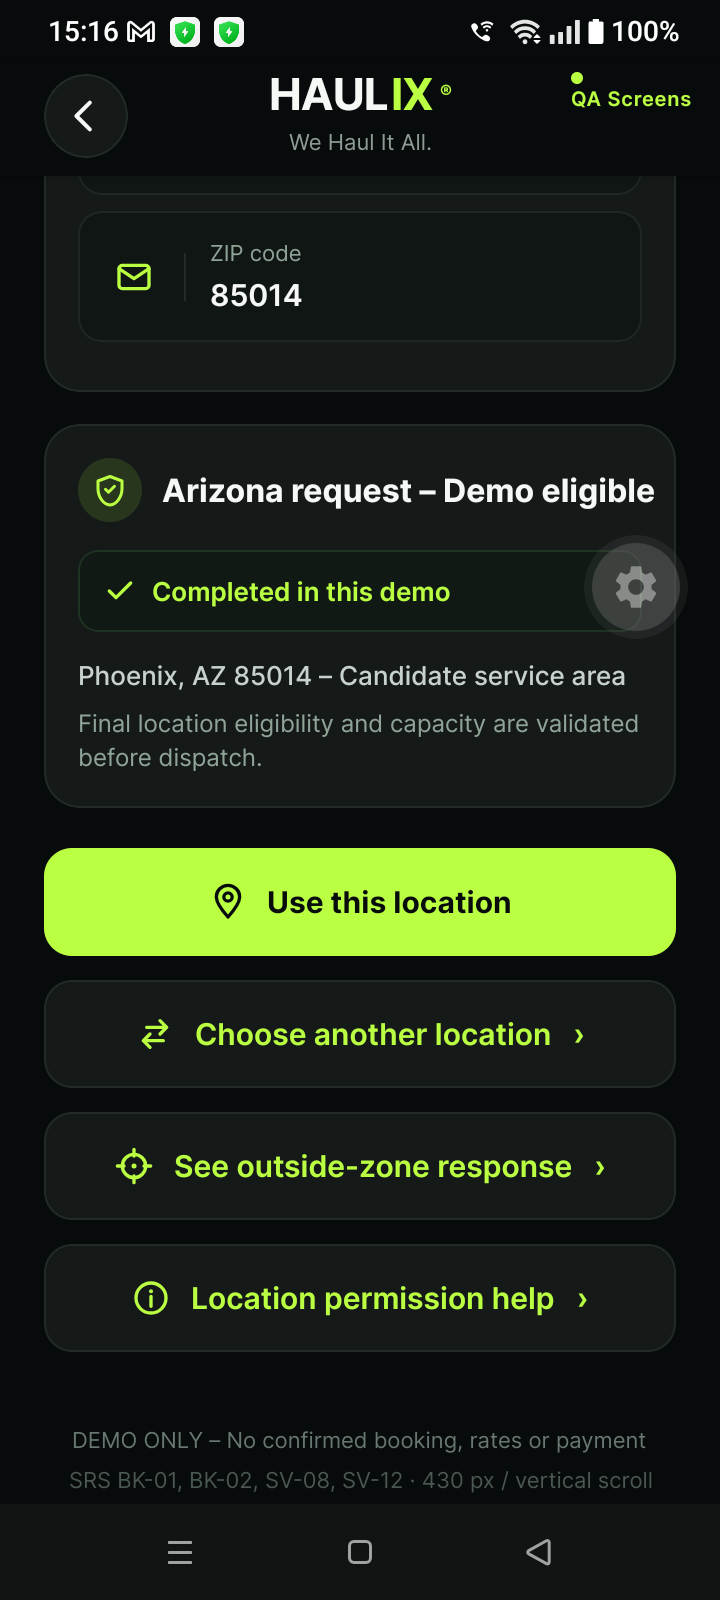 15:16
100%
HAULIX ®
QA Screens
We Haul It All.
ZIP code
85014
Arizona request – Demo eligible
Completed in this demo
Phoenix, AZ 85014 – Candidate service area
Final location eligibility and capacity are validated
before dispatch.
Use this location
Choose another location ›
See outside-zone response ›
Location permission help ›
DEMO ONLY – No confirmed booking, rates or payment
SRS BK-01, BK-02, SV-08, SV-12 · 430 px / vertical scroll